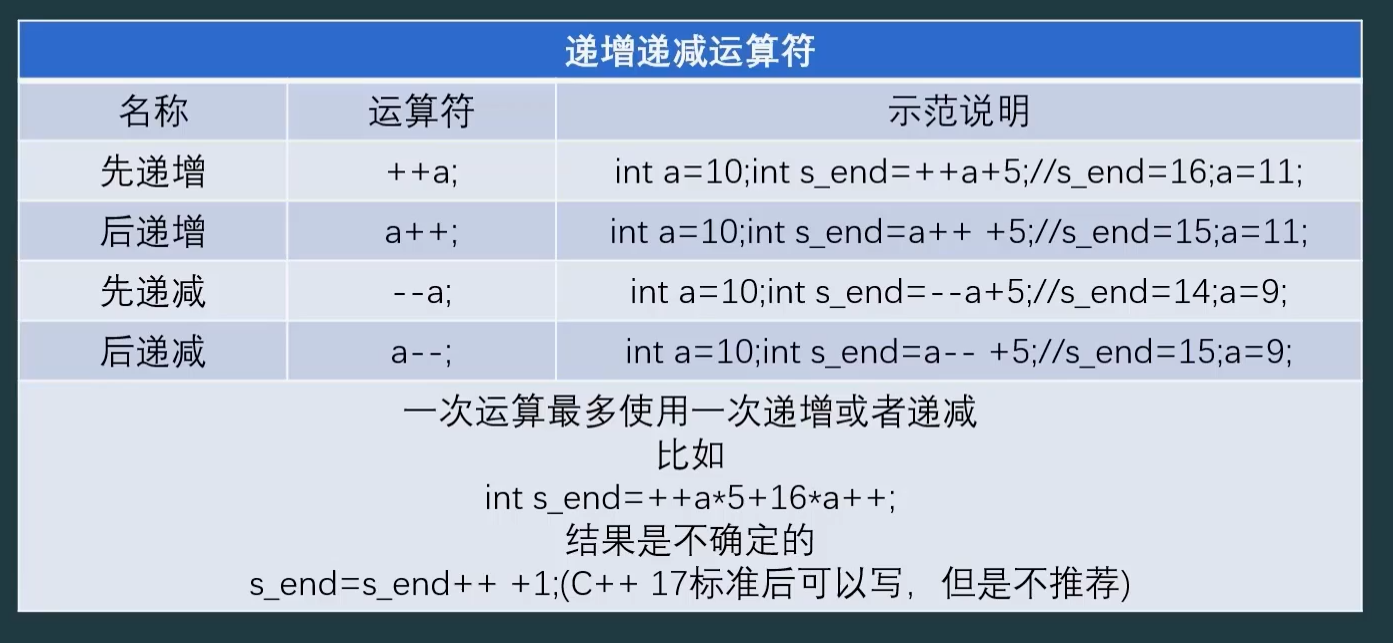 递增递减运算符
名称 运算符 示范说明
先递增 ++a; int a=10;int s_end=++a+5;//s_end=16;a=11;
后递增 a++; int a=10;int s_end=a++ +5;//s_end=15;a=11;
先递减 --a; int a=10;int s_end=--a+5;//s_end=14;a=9;
后递减 a--; int a=10;int s_end=a-- +5;//s_end=15;a=9;
一次运算最多使用一次递增或者递减
比如
int s_end=++a*5+16*a++;
结果是不确定的
s_end=s_end++ +1;(C++ 17标准后可以写，但是不推荐)